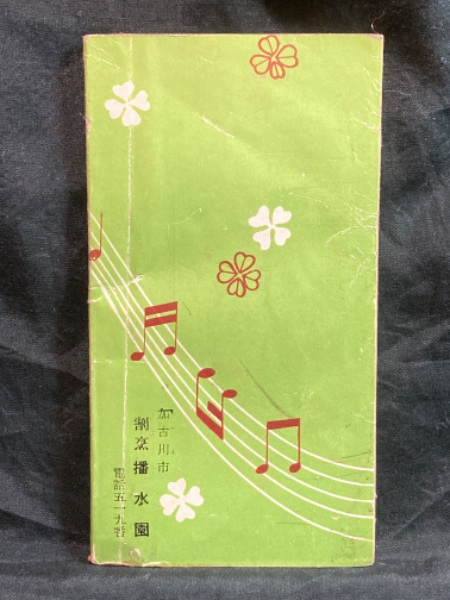 加古川市
割烹 播水園
電話五一九番